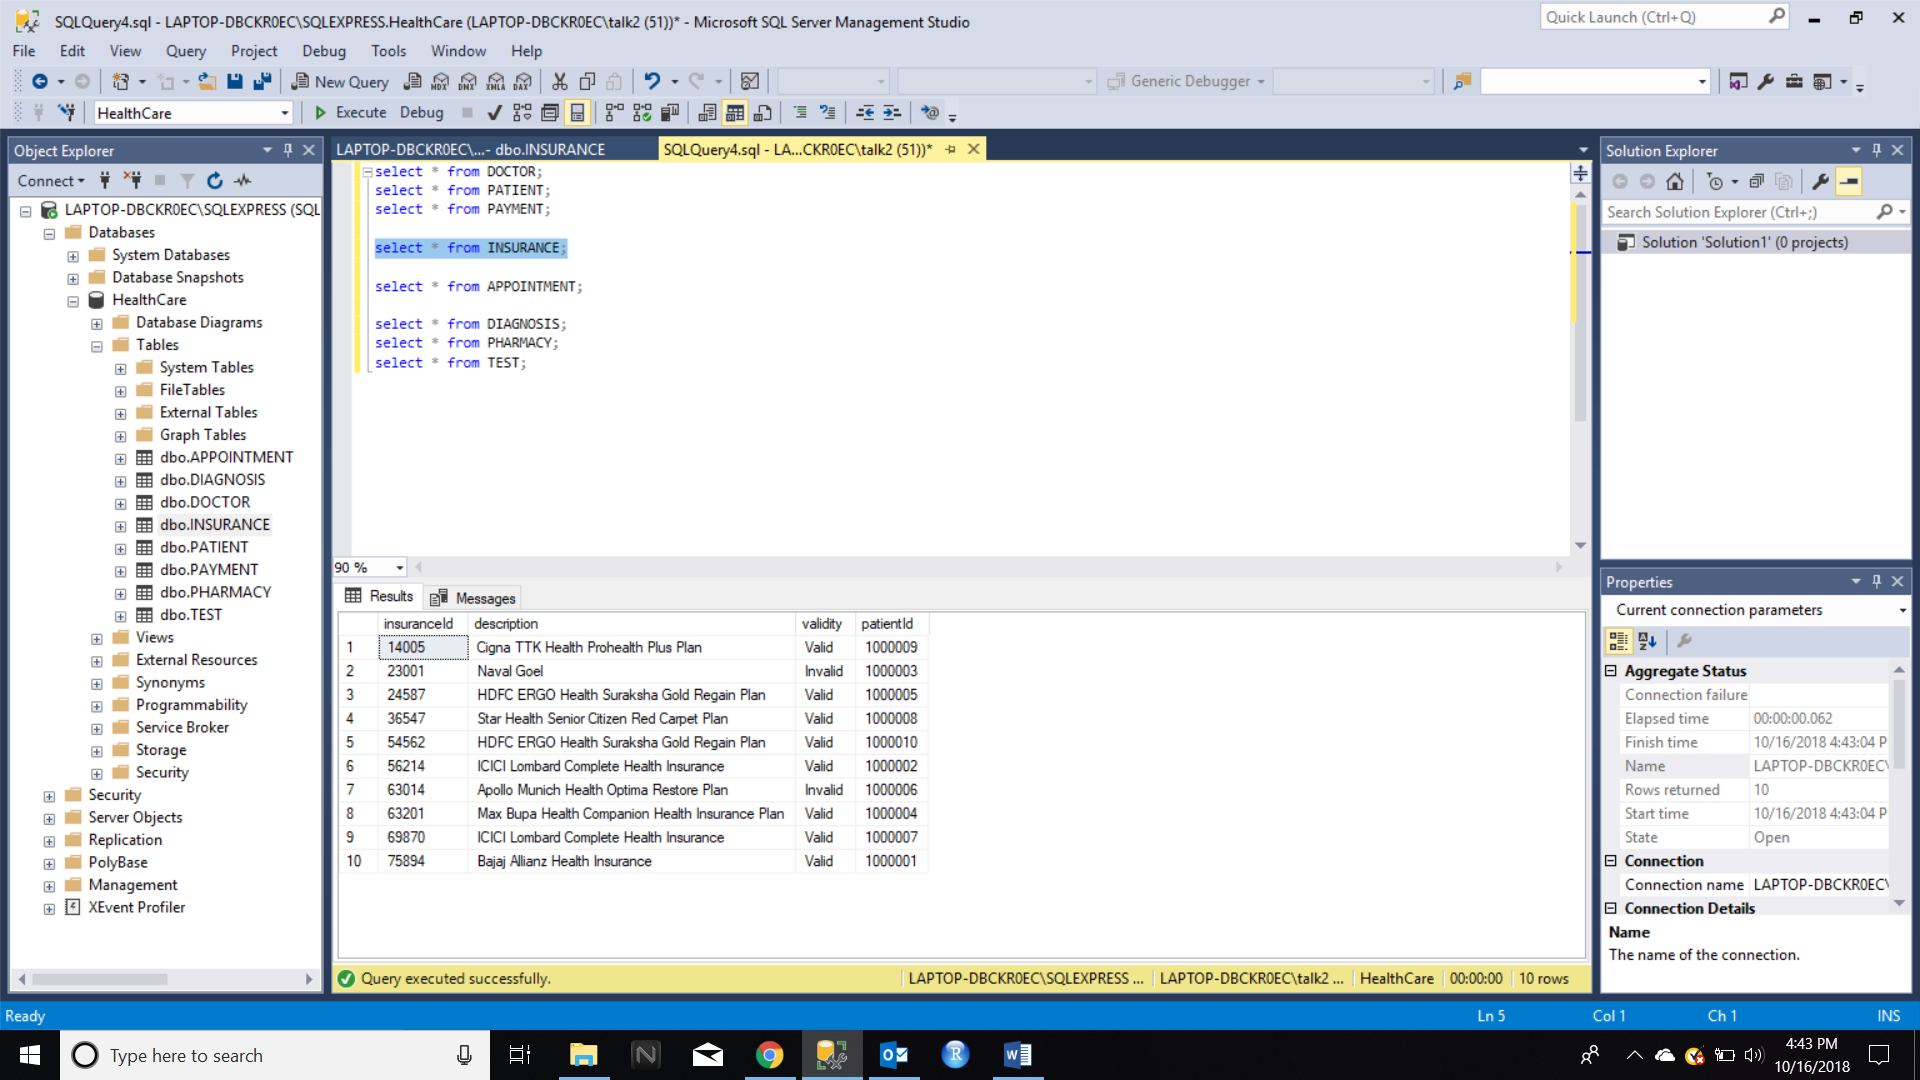 SQLQuery4.sql - LAPTOP-DBCKR0EC\SQLEXPRESS.HealthCare (LAPTOP-DBCKR0EC\talk2 (51))* - Microsoft SQL Server Management Studio
Quick Launch (Ctrl+Q)
File Edit View Query Project Debug Tools Window Help
New Query MDX DMX XMLA DAX Generic Debugger
HealthCare Execute Debug
Object Explorer
Connect
LAPTOP-DBCKR0EC\SQLEXPRESS (SQL
Databases
System Databases
Database Snapshots
HealthCare
Database Diagrams
Tables
System Tables
FileTables
External Tables
Graph Tables
dbo.APPOINTMENT
dbo.DIAGNOSIS
dbo.DOCTOR
dbo.INSURANCE
dbo.PATIENT
dbo.PAYMENT
dbo.PHARMACY
dbo.TEST
Views
External Resources
Synonyms
Programmability
Service Broker
Storage
Security
Security
Server Objects
Replication
PolyBase
Management
XEvent Profiler
LAPTOP-DBCKR0EC\...- dbo.INSURANCE SQLQuery4.sql - LA...CKR0EC\talk2 (51))*
select * from DOCTOR;
select * from PATIENT;
select * from PAYMENT;
select * from INSURANCE;
select * from APPOINTMENT;
select * from DIAGNOSIS;
select * from PHARMACY;
select * from TEST;
90 %
Results Messages
insuranceId description validity patientId
1 14005 Cigna TTK Health Prohealth Plus Plan Valid 1000009
2 23001 Naval Goel Invalid 1000003
3 24587 HDFC ERGO Health Suraksha Gold Regain Plan Valid 1000005
4 36547 Star Health Senior Citizen Red Carpet Plan Valid 1000008
5 54562 HDFC ERGO Health Suraksha Gold Regain Plan Valid 1000010
6 56214 ICICI Lombard Complete Health Insurance Valid 1000002
7 63014 Apollo Munich Health Optima Restore Plan Invalid 1000006
8 63201 Max Bupa Health Companion Health Insurance Plan Valid 1000004
9 69870 ICICI Lombard Complete Health Insurance Valid 1000007
10 75894 Bajaj Allianz Health Insurance Valid 1000001
Query executed successfully. LAPTOP-DBCKR0EC\SQLEXPRESS ... LAPTOP-DBCKR0EC\talk2 ... HealthCare 00:00:00 10 rows
Solution Explorer
Search Solution Explorer (Ctrl+;)
Solution 'Solution1' (0 projects)
Properties
Current connection parameters
Aggregate Status
Connection failure
Elapsed time 00:00:00.062
Finish time 10/16/2018 4:43:04 P
Name LAPTOP-DBCKR0EC\
Rows returned 10
Start time 10/16/2018 4:43:04 P
State Open
Connection
Connection name LAPTOP-DBCKR0EC\
Connection Details
Name
The name of the connection.
Ready Ln 5 Col 1 Ch 1 INS
Type here to search
4:43 PM
10/16/2018